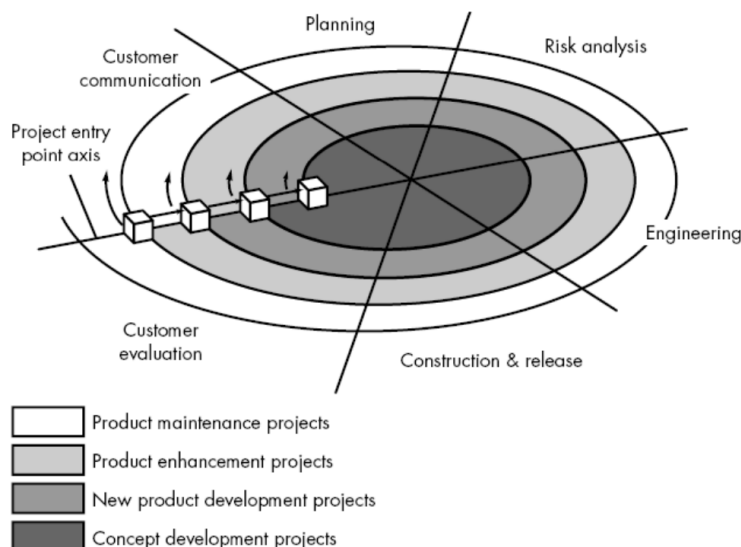 Planning
Risk analysis
Customer
communication
Project entry
point axis
Engineering
Customer
evaluation
Construction & release
Product maintenance projects
Product enhancement projects
New product development projects
Concept development projects